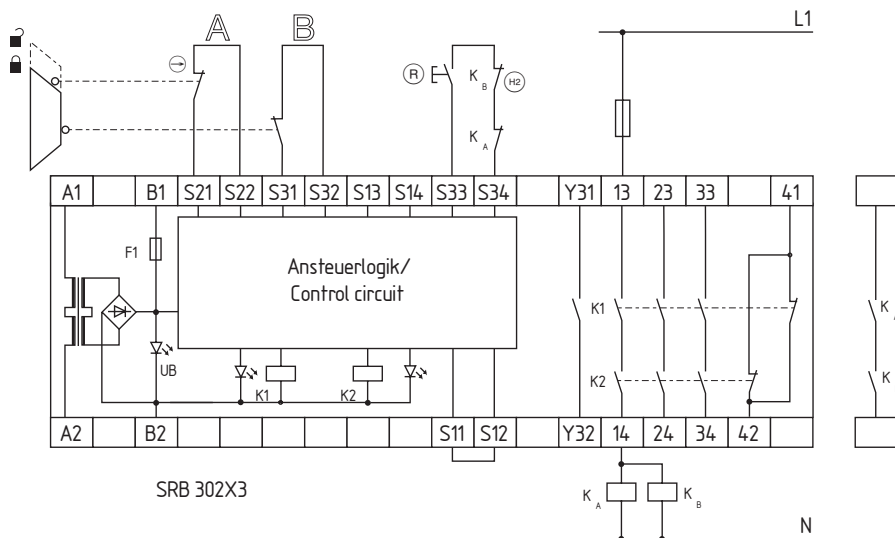 L1
A B
R K B H2
K A
A1 B1 S21 S22 S31 S32 S13 S14 S33 S34 Y31 13 23 33 41
F1
Ansteuerlogik/
Control circuit
K1
K
UB
K1 K2
K2
K
A2 B2 S11 S12 Y32 14 24 34 42
SRB 302X3
K A K B
N